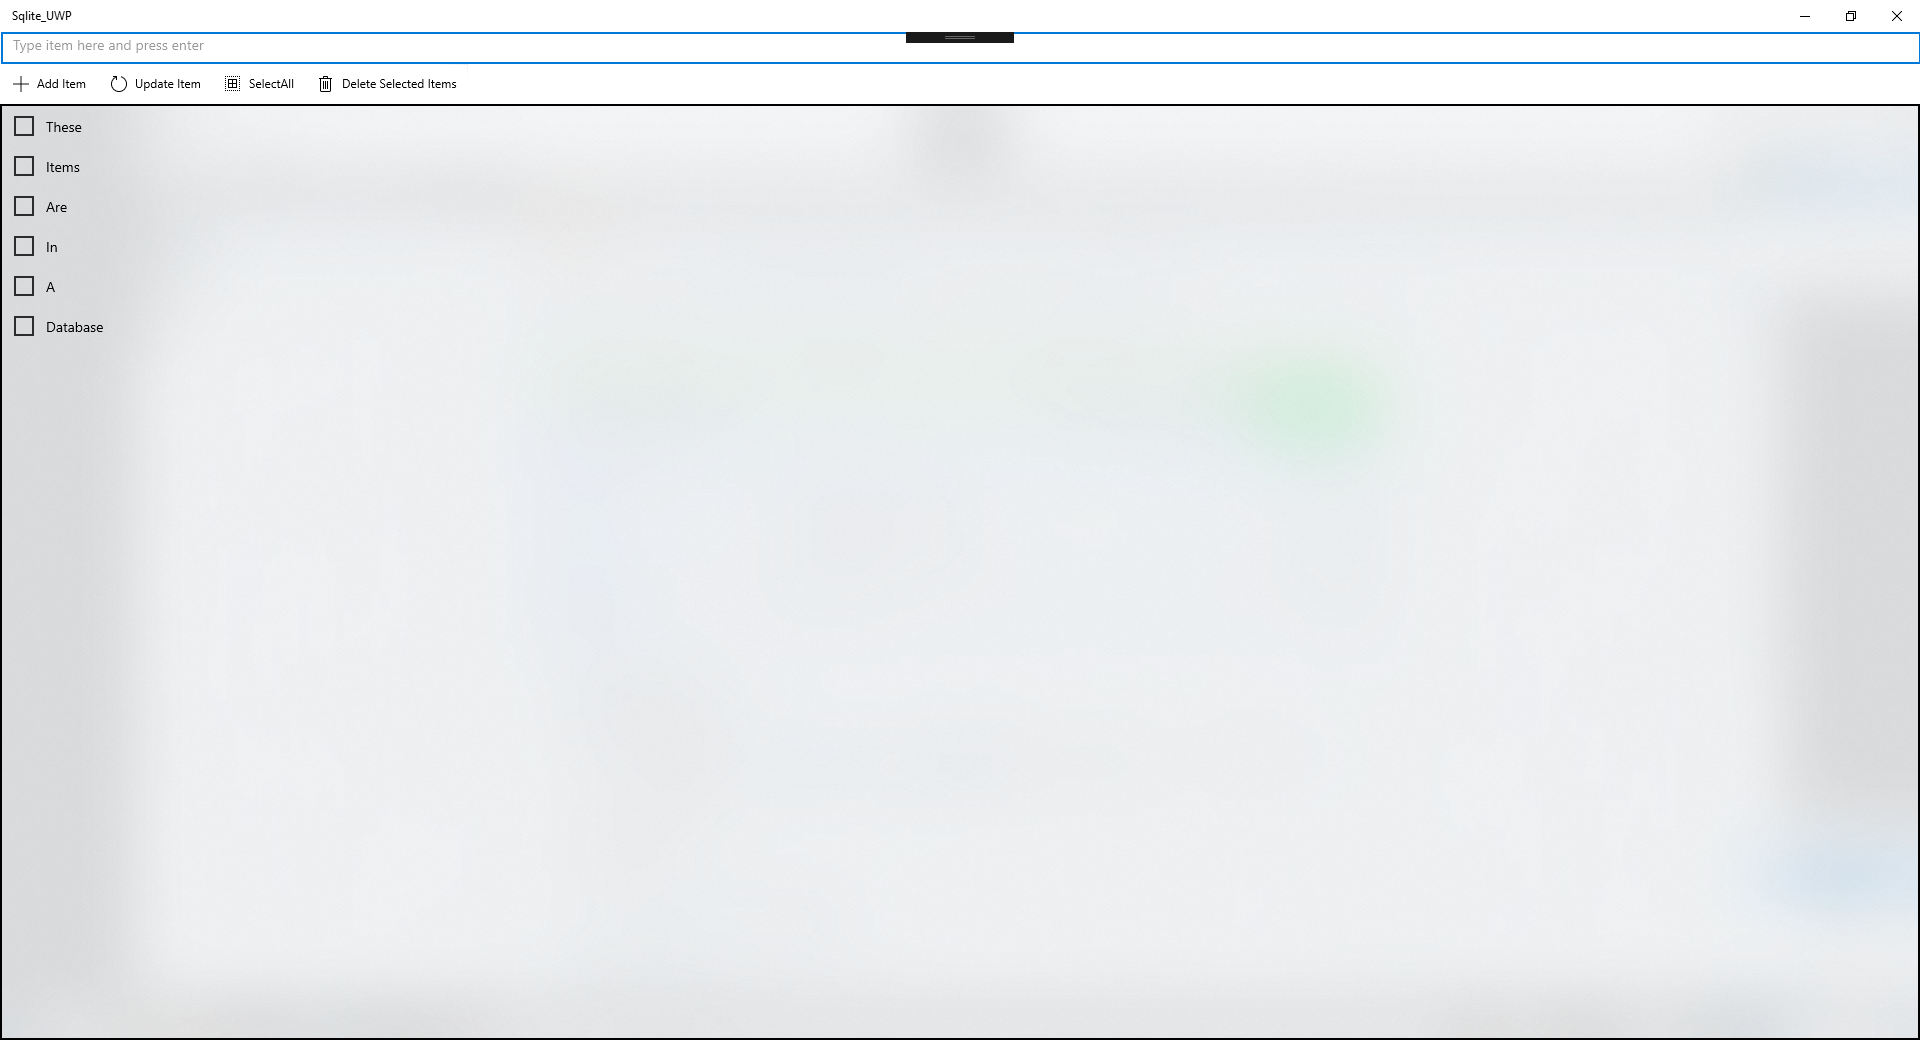 Sqlite_UWP
Type item here and press enter
Add Item Update Item SelectAll Delete Selected Items
These
Items
Are
In
A
Database